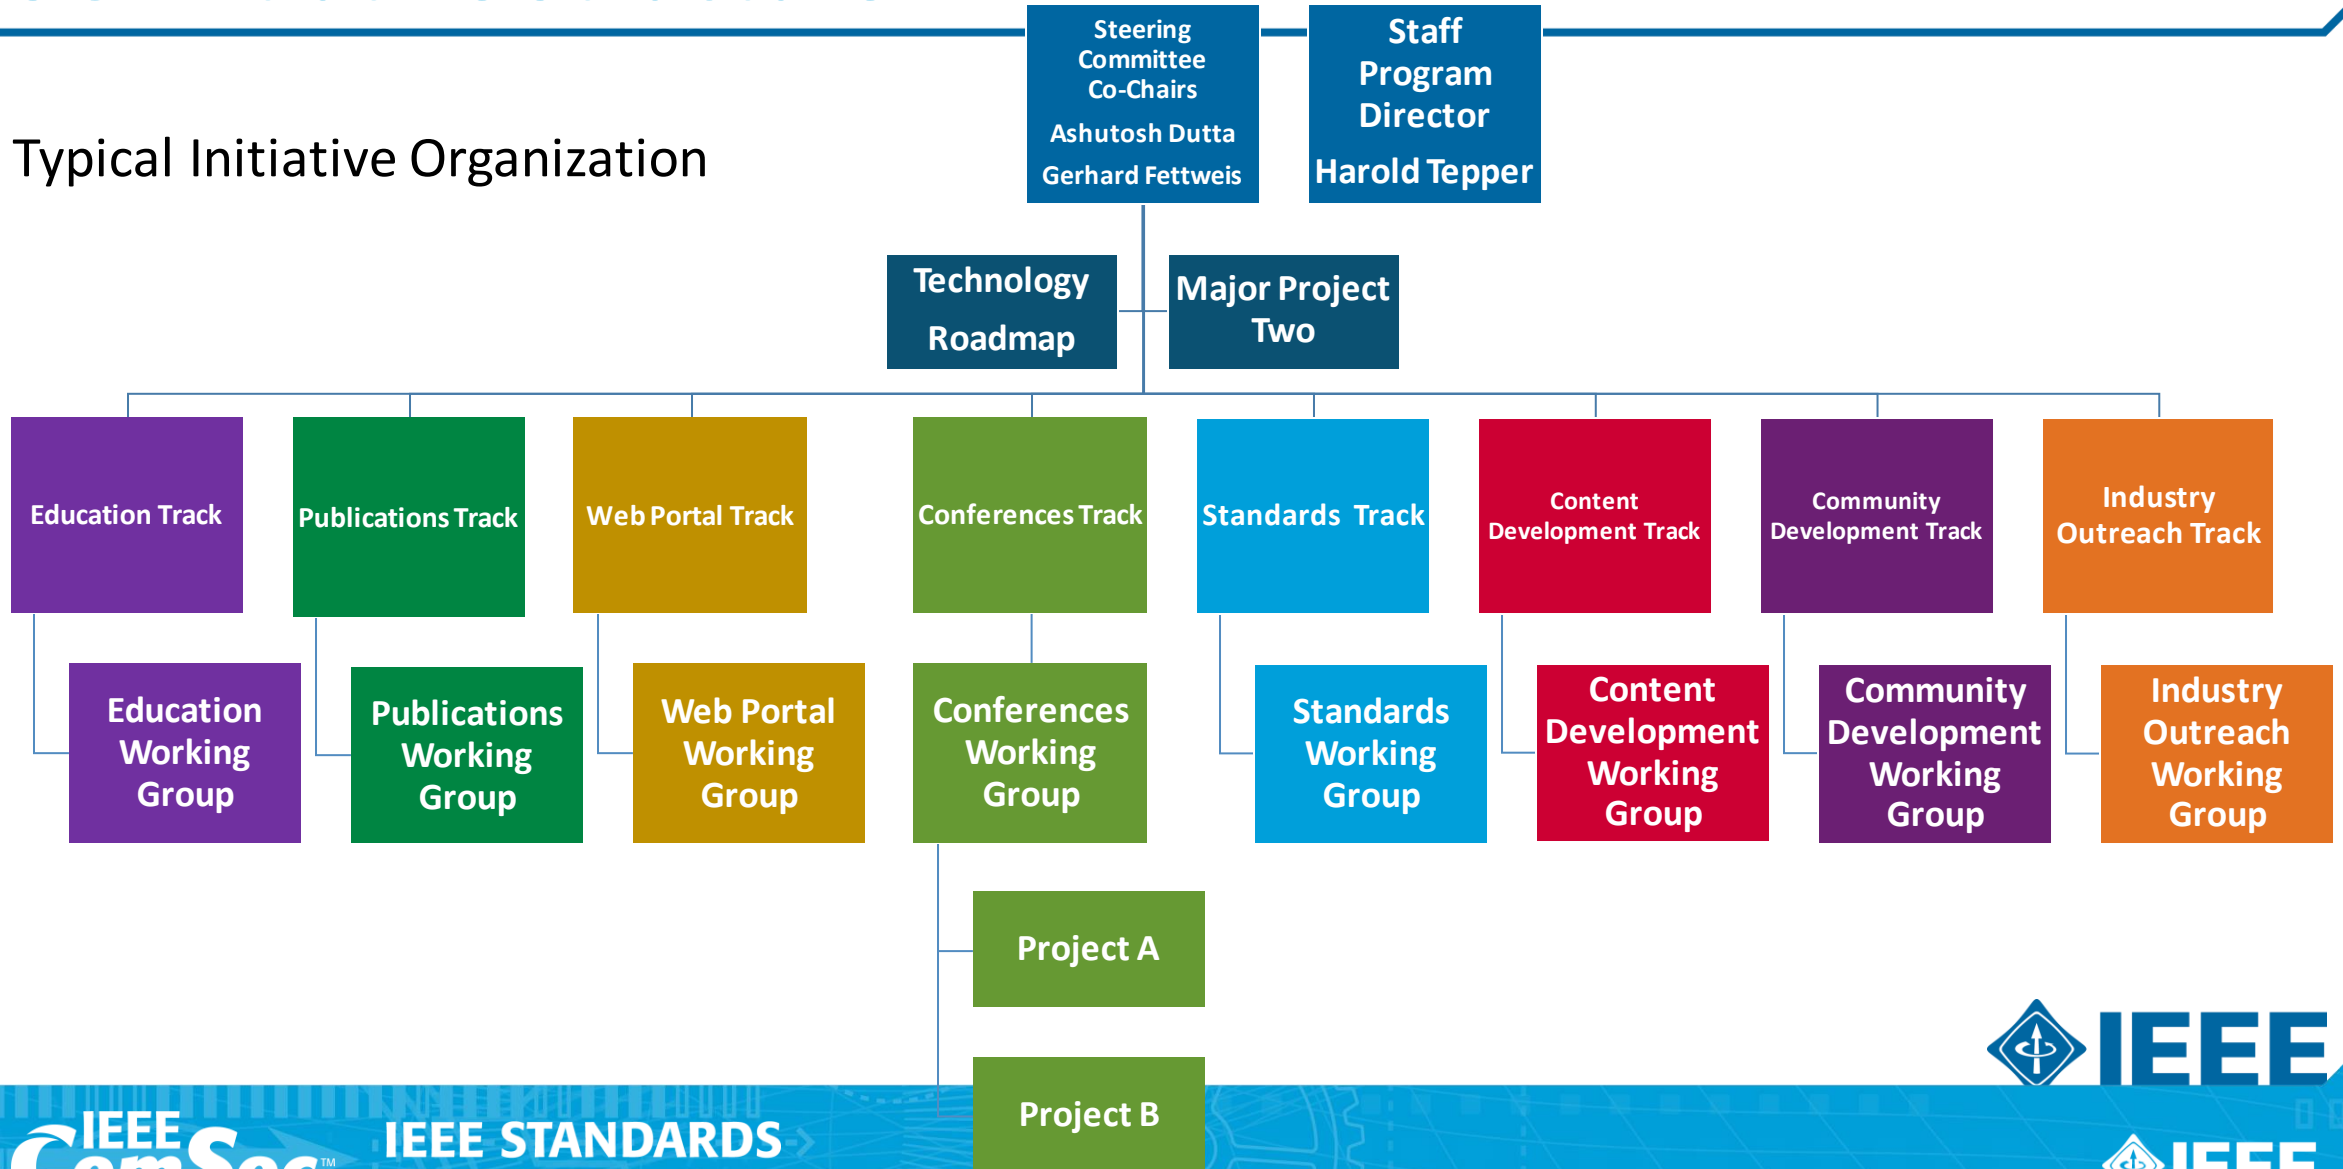 Steering
Committee
Co-Chairs
Ashutosh Dutta
Gerhard Fettweis
Staff
Program
Director
Harold Tepper
Typical Initiative Organization
Technology
Roadmap
Major Project
Two
Education Track
Publications Track
Web Portal Track
Conferences Track
Standards Track
Content
Development Track
Community
Development Track
Industry
Outreach Track
Education
Working
Group
Publications
Working
Group
Web Portal
Working
Group
Conferences
Working
Group
Standards
Working
Group
Content
Development
Working
Group
Community
Development
Working
Group
Industry
Outreach
Working
Group
Project A
Project B
IEEE
IEEE
ComSoc™
IEEE STANDARDS
IEEE